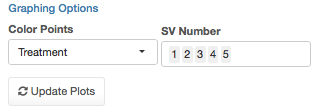 Graphing Options
Color Points
SV Number
Treatment
1 2 3 4 5
Update Plots